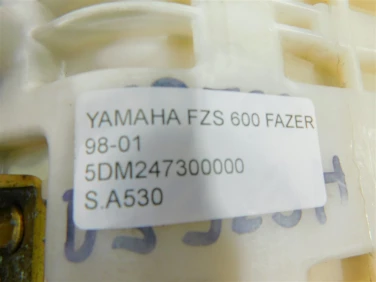 YAMAHA FZS 600 FAZER
98-01
5DM247300000
S.A530